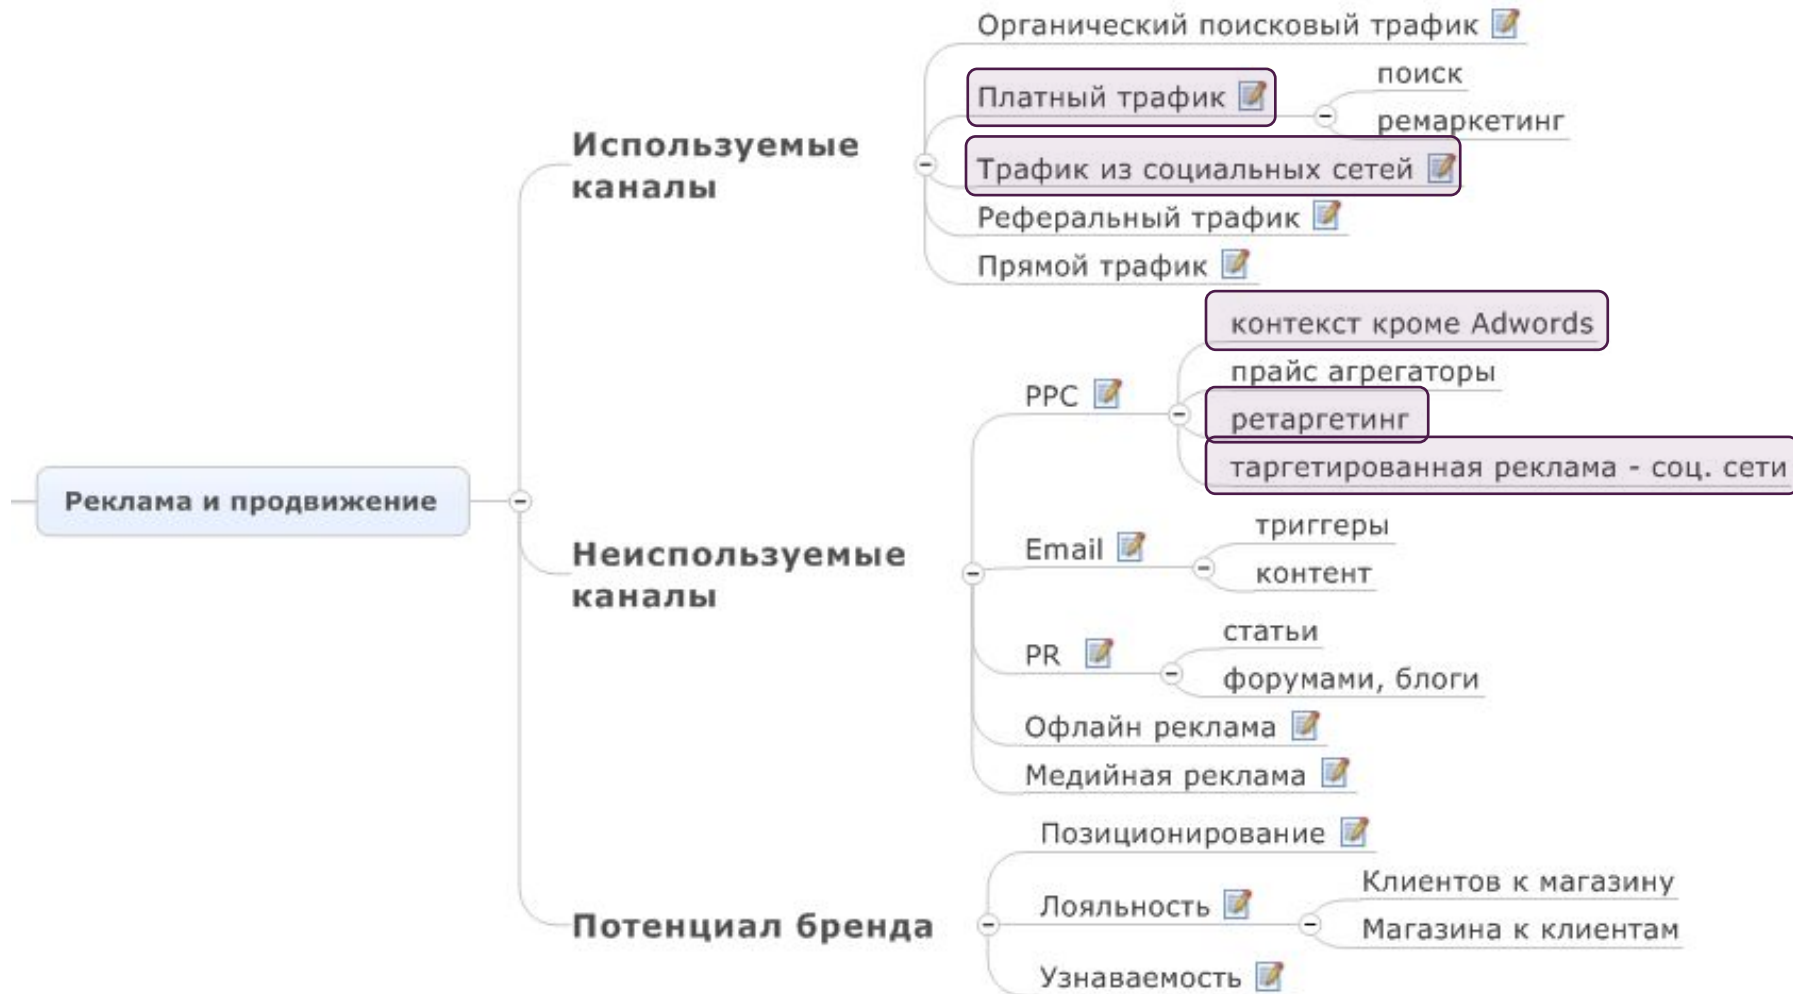 Органический поисковый трафик
Платный трафик
поиск
ремаркетинг
Используемые
каналы
Трафик из социальных сетей
Реферальный трафик
Прямой трафик
контекст кроме Adwords
прайс агрегаторы
PPC
ретаргетинг
таргетированная реклама - соц. сети
Реклама и продвижение
Неиспользуемые
каналы
Email
триггеры
контент
PR
статьи
форумами, блоги
Офлайн реклама
Медийная реклама
Потенциал бренда
Позиционирование
Лояльность
Клиентов к магазину
Магазина к клиентам
Узнаваемость